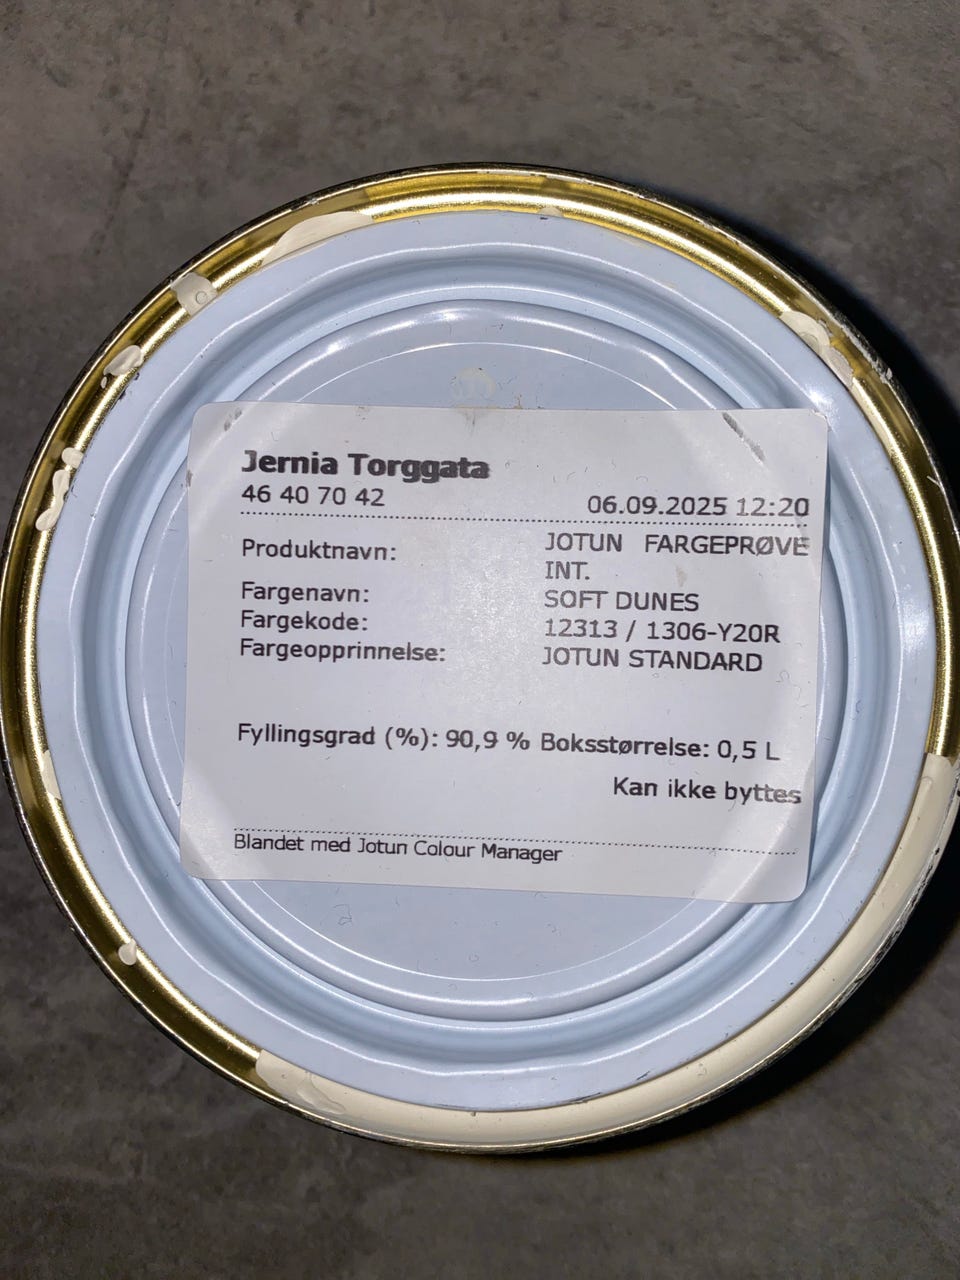 Jernia Torggata
46 40 70 42 06.09.2025 12:20
Produktnavn: JOTUN FARGEPRØVE
INT.
Fargenavn: SOFT DUNES
Fargekode: 12313 / 1306-Y20R
Fargeopprinnelse: JOTUN STANDARD
Fyllingsgrad (%): 90,9 % Boksstørrelse: 0,5 L
Kan ikke byttes
Blandet med Jotun Colour Manager